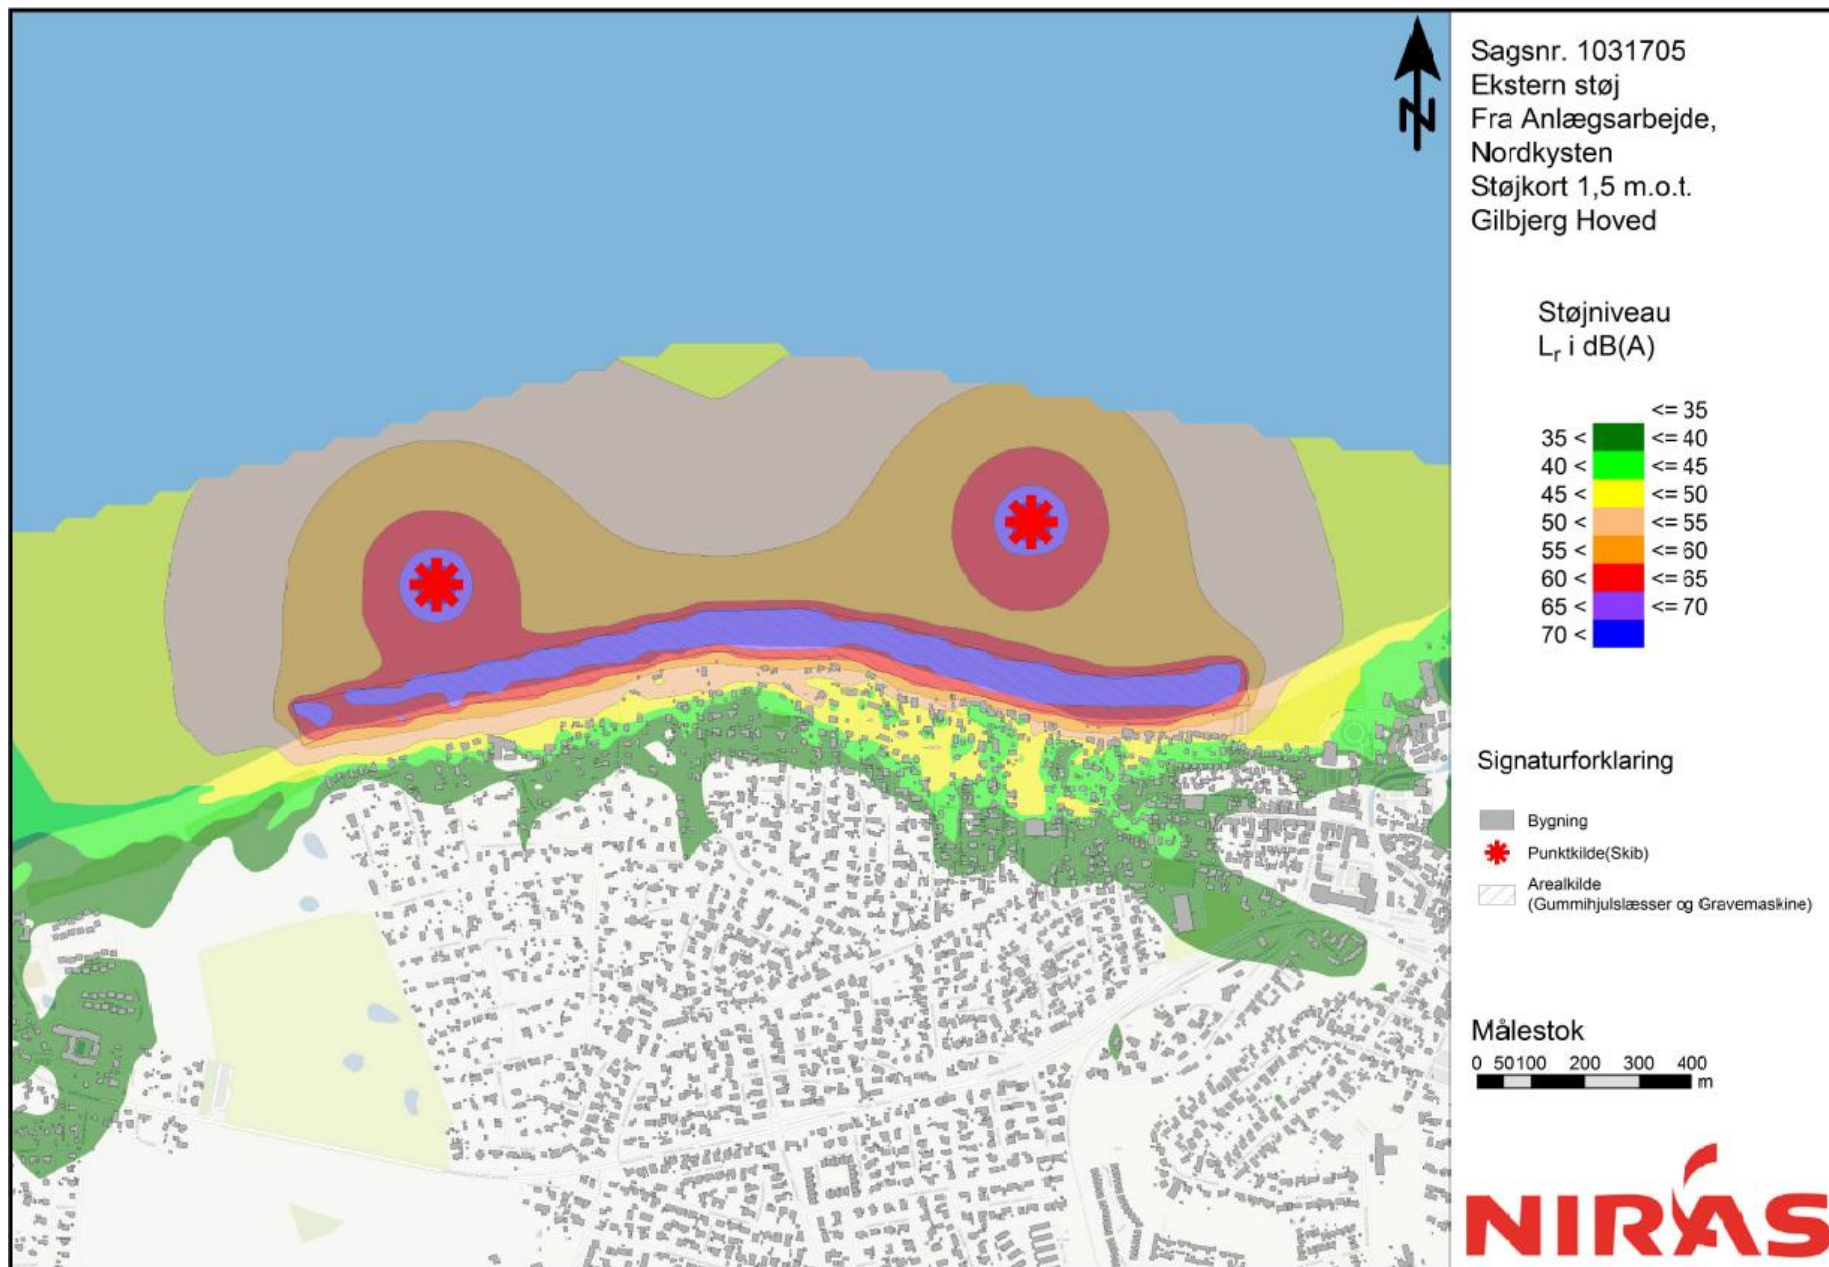 N
Sagsnr. 1031705
Ekstern støj
Fra Anlægsarbejde,
Nordkysten
Støjkort 1,5 m.o.t.
Gilbjerg Hoved
Støjniveau
Lr i dB(A)
<= 35
35 < <= 40
40 < <= 45
45 < <= 50
50 < <= 55
55 < <= 60
60 < <= 65
65 < <= 70
70 <
Signaturforklaring
Bygning
Punktkilde(Skib)
Arealkilde
(Gummihjulslæsser og Gravemaskine)
Målestok
0 50 100 200 300 400
m
NIRAS